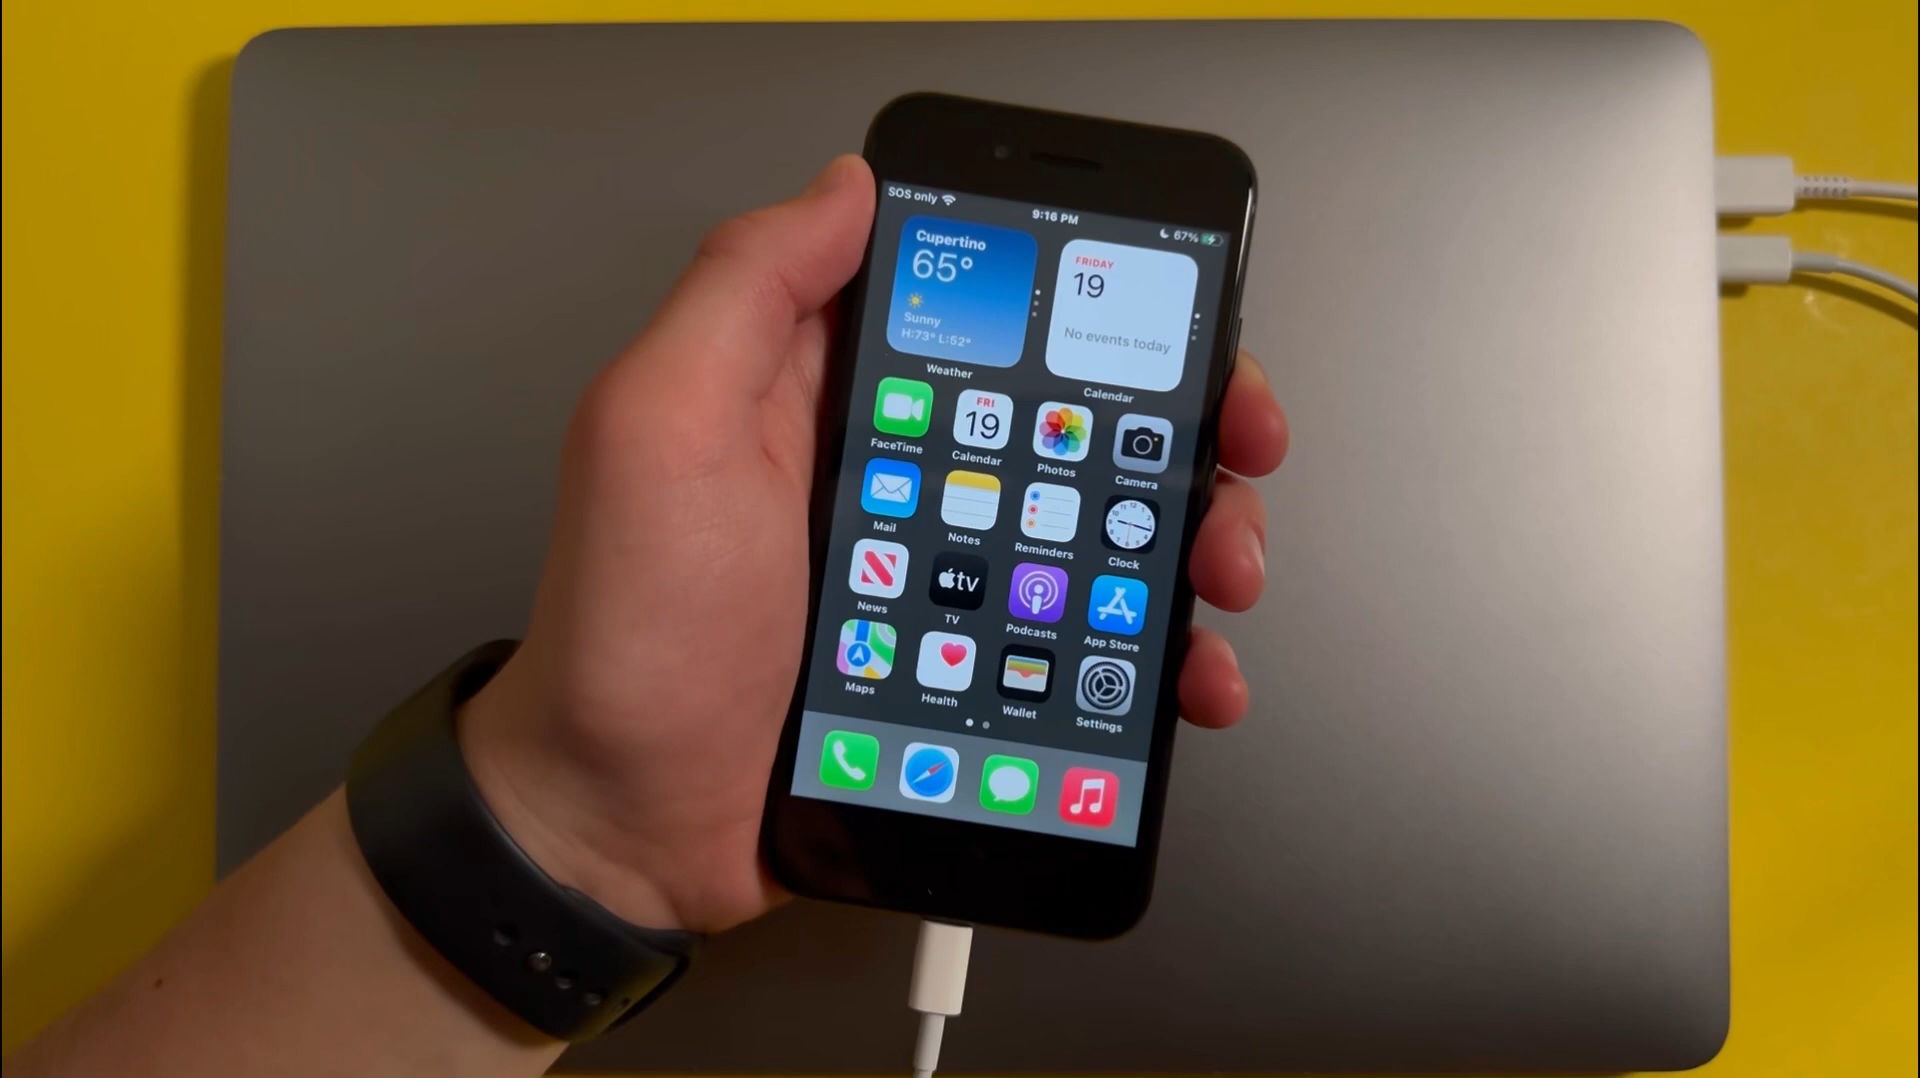 SOS only
9:16 PM
67%
Cupertino
65°
Sunny
H:73° L:52°
Weather
FRIDAY
19
No events today
Calendar
FaceTime
FRI
19
Calendar
Photos
Camera
Mail
Notes
Reminders
Clock
News
tv
TV
Podcasts
App Store
Maps
Health
Wallet
Settings